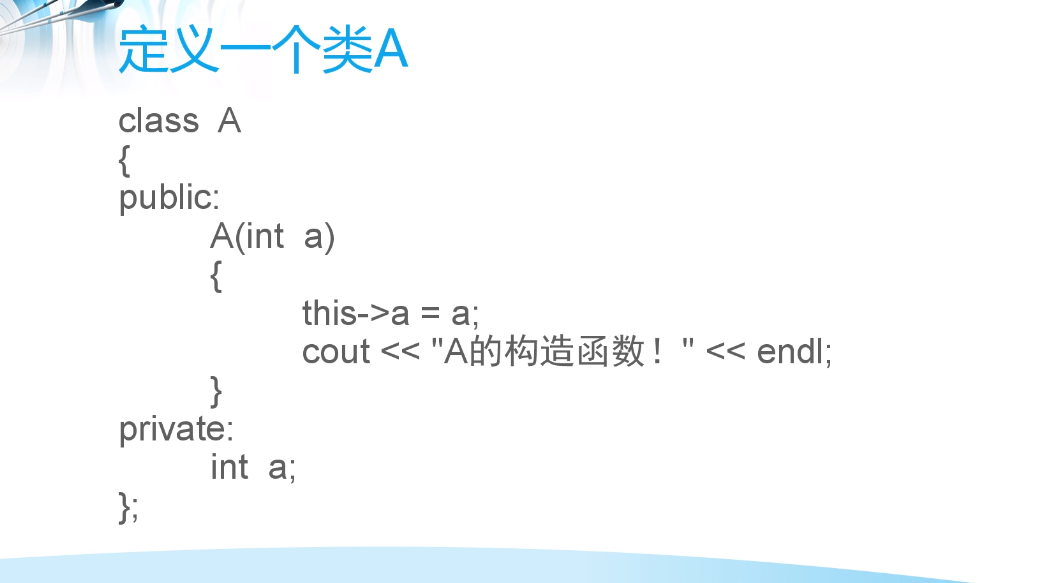 定义一个类A
class  A
{
public:
A(int  a)
{
this->a = a;
cout << "A的构造函数！" << endl;
}
private:
int  a;
};